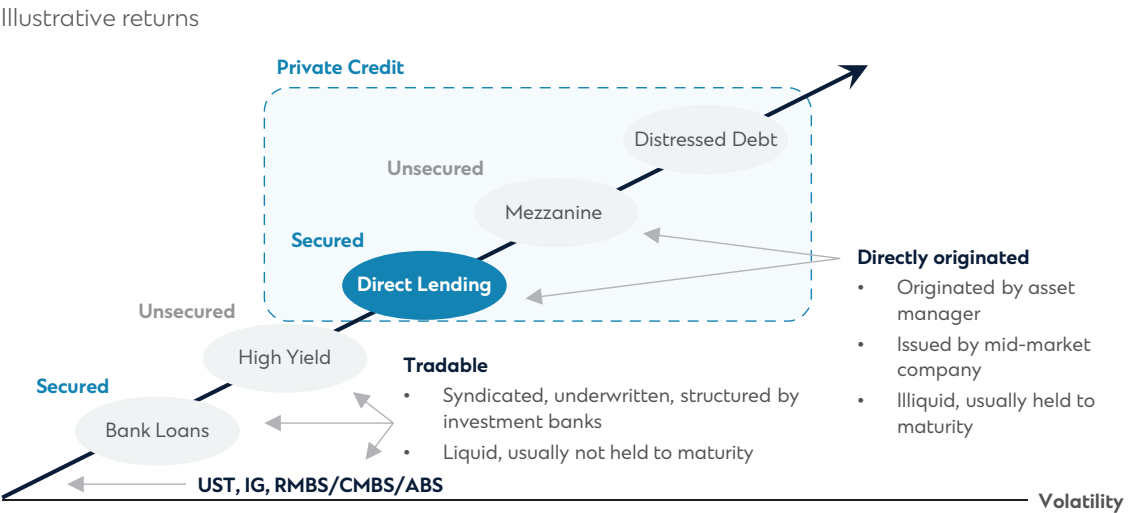 Illustrative returns
Private Credit
Distressed Debt
Unsecured
Mezzanine
Secured
Direct Lending
Directly originated
• Originated by asset
manager
• Issued by mid-market
company
• Illiquid, usually held to
maturity
Unsecured
High Yield
Tradable
• Syndicated, underwritten, structured by
investment banks
• Liquid, usually not held to maturity
Secured
Bank Loans
UST, IG, RMBS/CMBS/ABS
Volatility